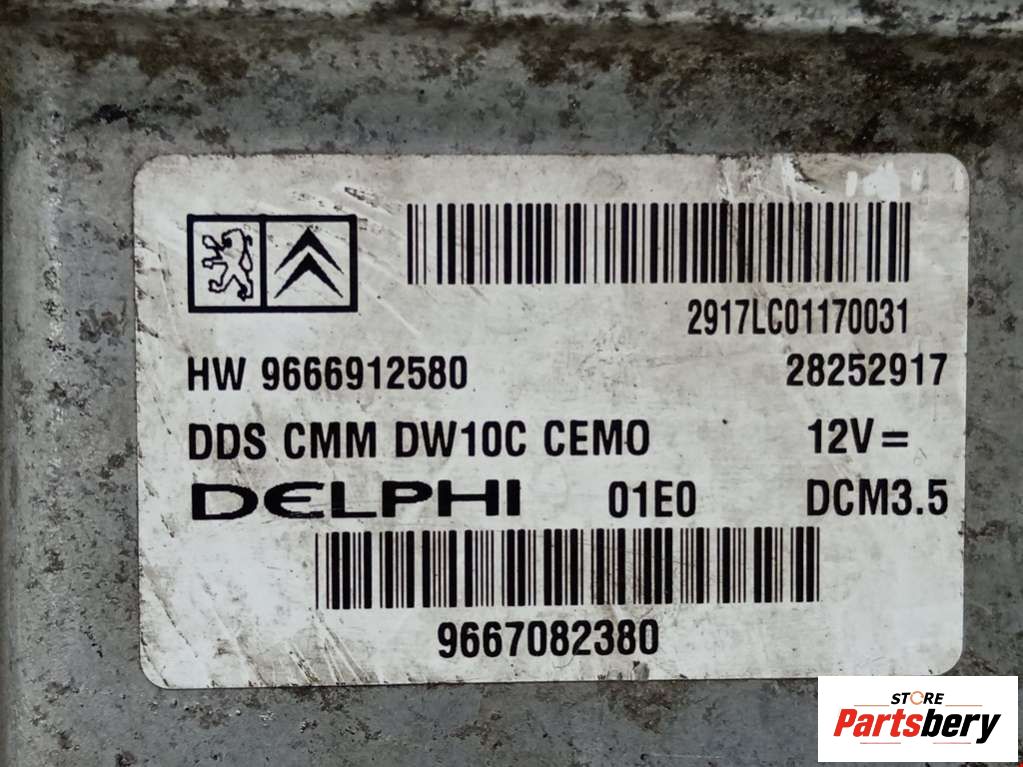 2917LC01170031
HW 9666912580 28252917
DDS CMM DW10C CEMO 12V =
DELPHI 01E0 DCM3.5
9667082380
STORE
Partsbery